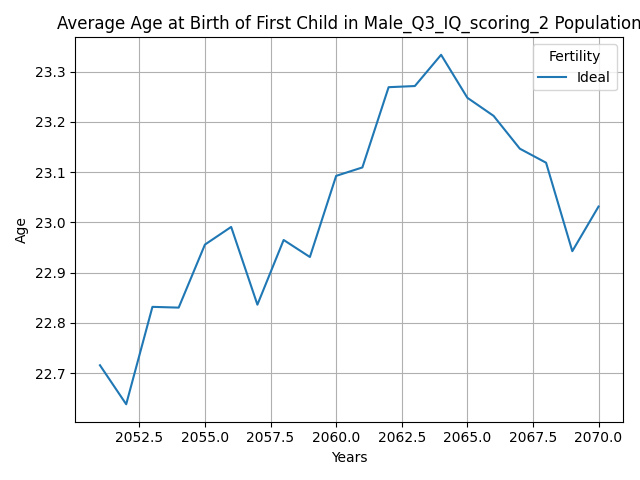 Average Age at Birth of First Child in Male_Q3_IQ_scoring_2 Population
Fertility
Ideal
23.3
23.2
23.1
23.0
22.9
22.8
22.7
Age
2052.5 2055.0 2057.5 2060.0 2062.5 2065.0 2067.5 2070.0
Years